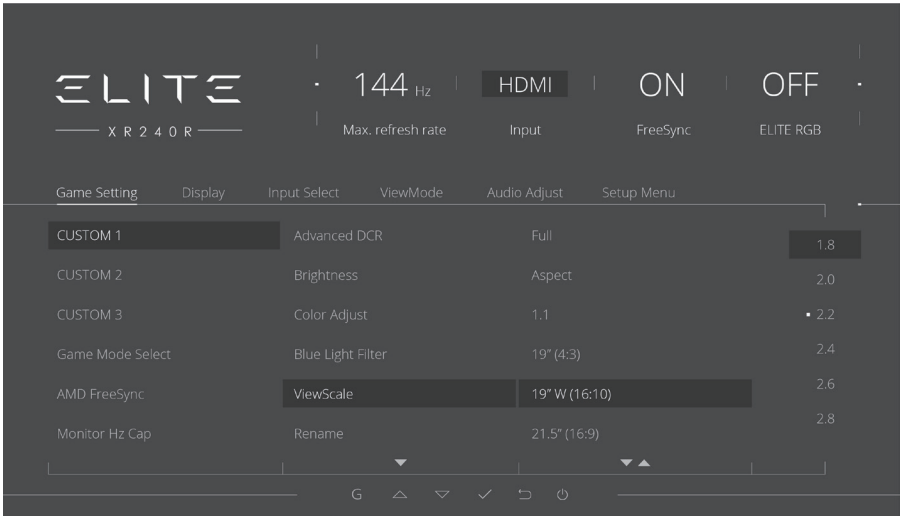 ELITE
XR240R
144 Hz
Max. refresh rate
HDMI
Input
ON
FreeSync
OFF
ELITE RGB
Game Setting Display Input Select ViewMode Audio Adjust Setup Menu
CUSTOM 1
CUSTOM 2
CUSTOM 3
Game Mode Select
AMD FreeSync
Monitor Hz Cap
Advanced DCR
Brightness
Color Adjust
Blue Light Filter
ViewScale
Rename
Full
Aspect
1.1
19" (4:3)
19" W (16:10)
21.5" (16:9)
1.8
2.0
2.2
2.4
2.6
2.8
G